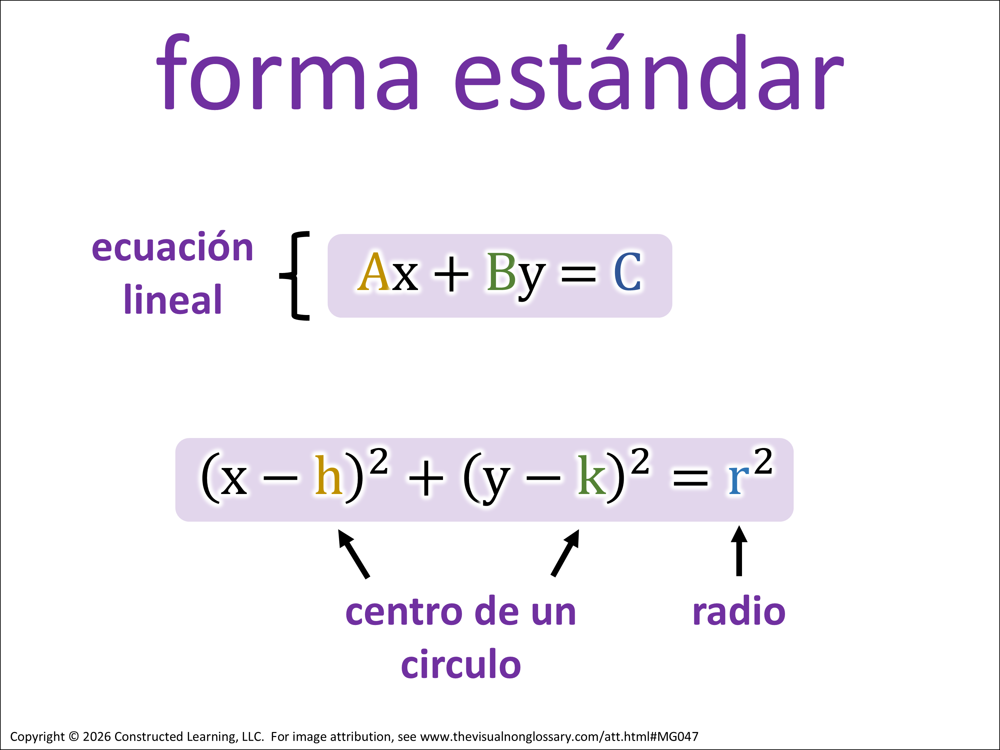 forma estándar
ecuación
lineal
Ax + By = C
(x − h)² + (y − k)² = r²
centro de un
circulo
radio
Copyright © 2026 Constructed Learning, LLC.  For image attribution, see www.thevisualnonglossary.com/att.html#MG047